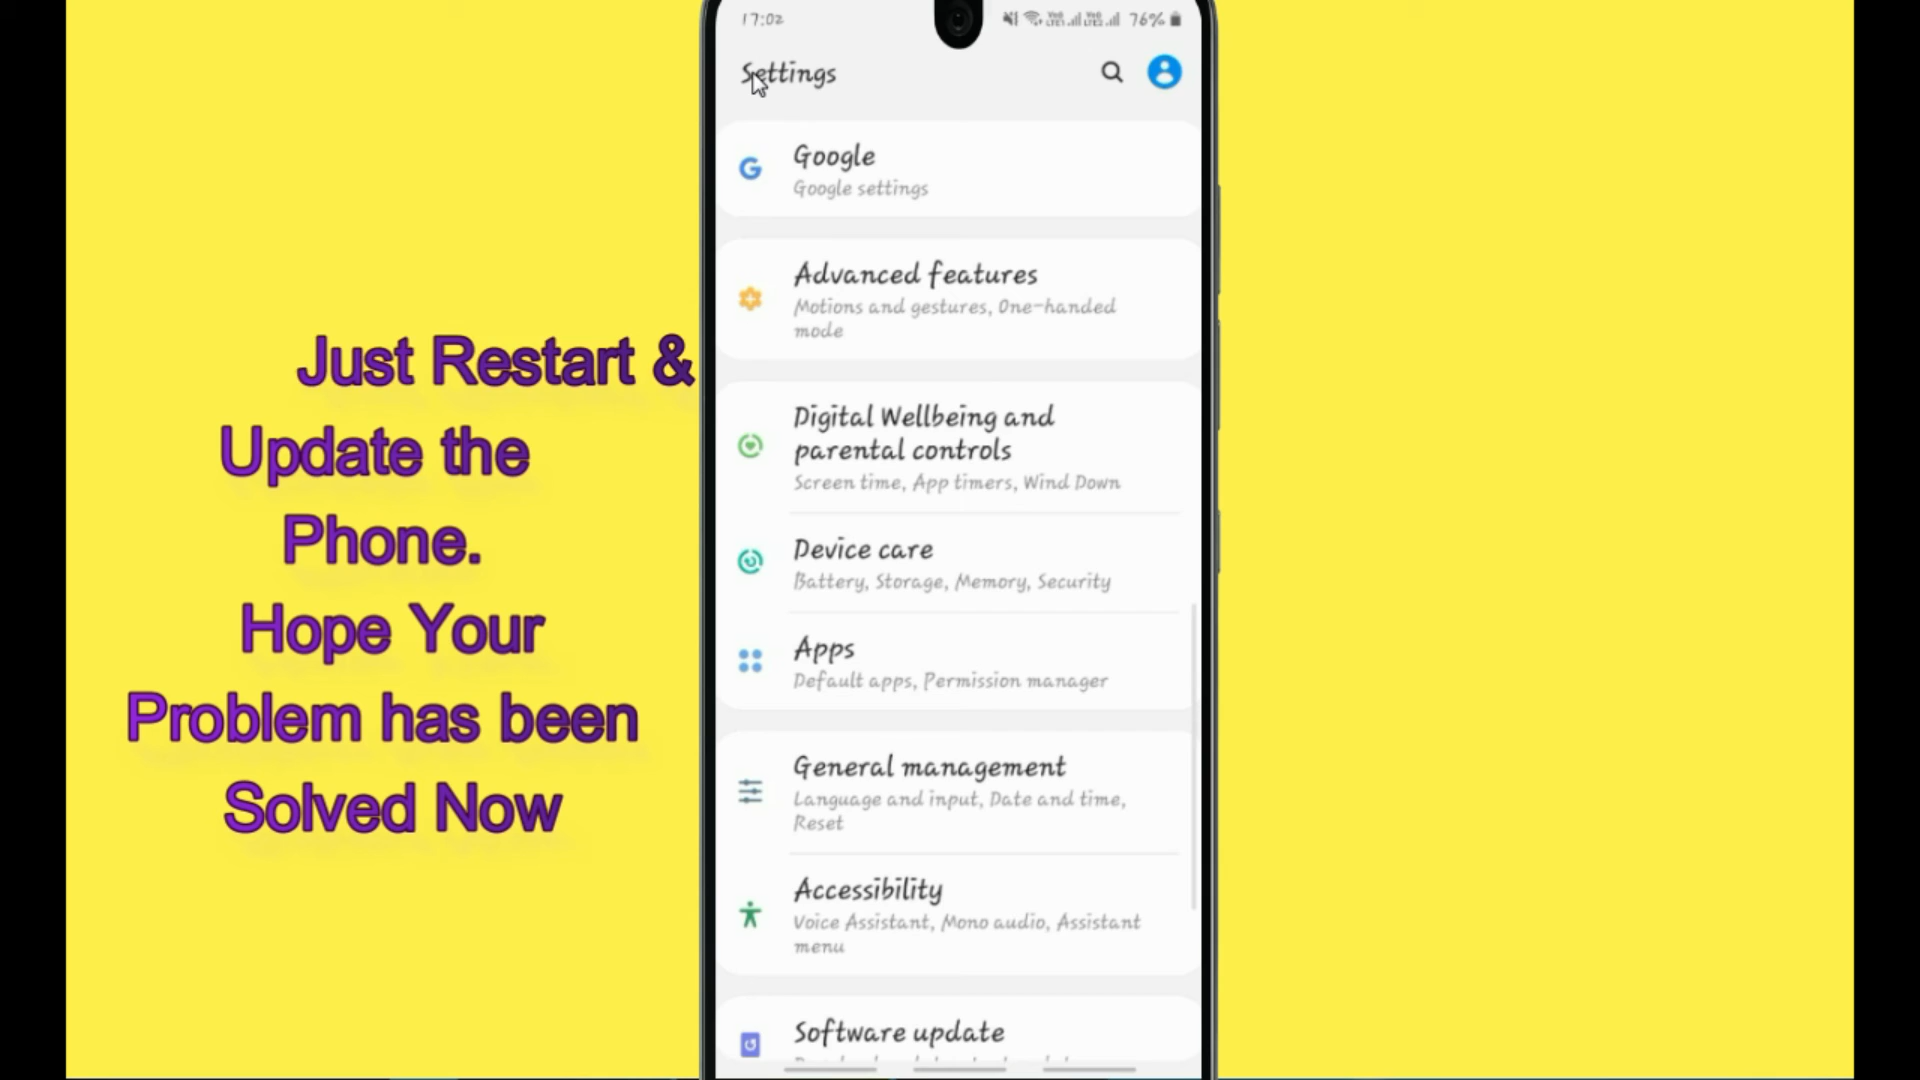 17:02
76%
Settings
Google
Google settings
Advanced features
Motions and gestures, One-handed
mode
Digital Wellbeing and
parental controls
Screen time, App timers, Wind Down
Device care
Battery, Storage, Memory, Security
Apps
Default apps, Permission manager
General management
Language and input, Date and time,
Reset
Accessibility
Voice Assistant, Mono audio, Assistant
menu
Software update
Just Restart &
Update the
Phone.
Hope Your
Problem has been
Solved Now